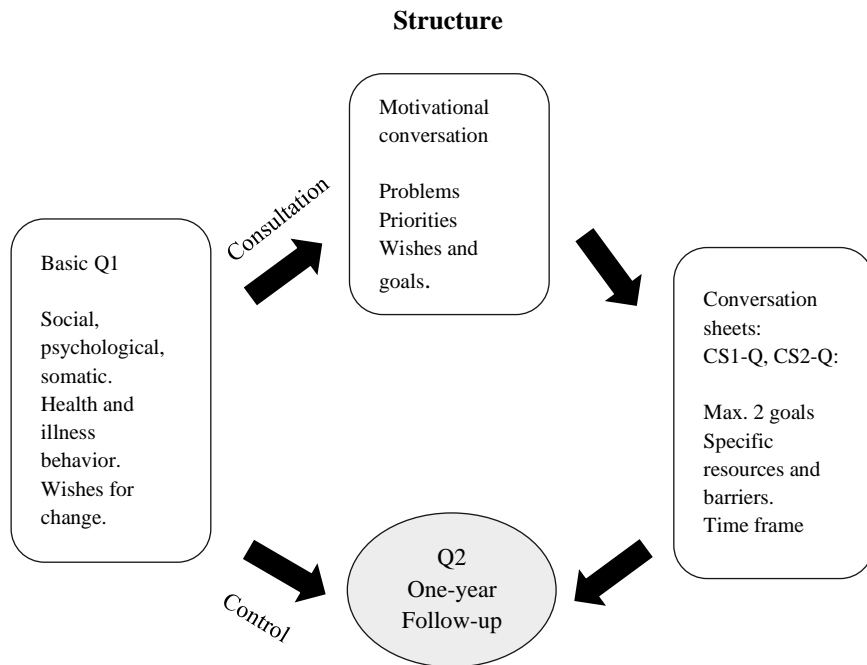 Structure
Basic Q1
Social,
psychological,
somatic.
Health and
illness
behavior.
Wishes for
change.
Consultation
Motivational
conversation
Problems
Priorities
Wishes and
goals.
Conversation
sheets:
CS1-Q, CS2-Q:
Max. 2 goals
Specific
resources and
barriers.
Time frame
Control
Q2
One-year
Follow-up